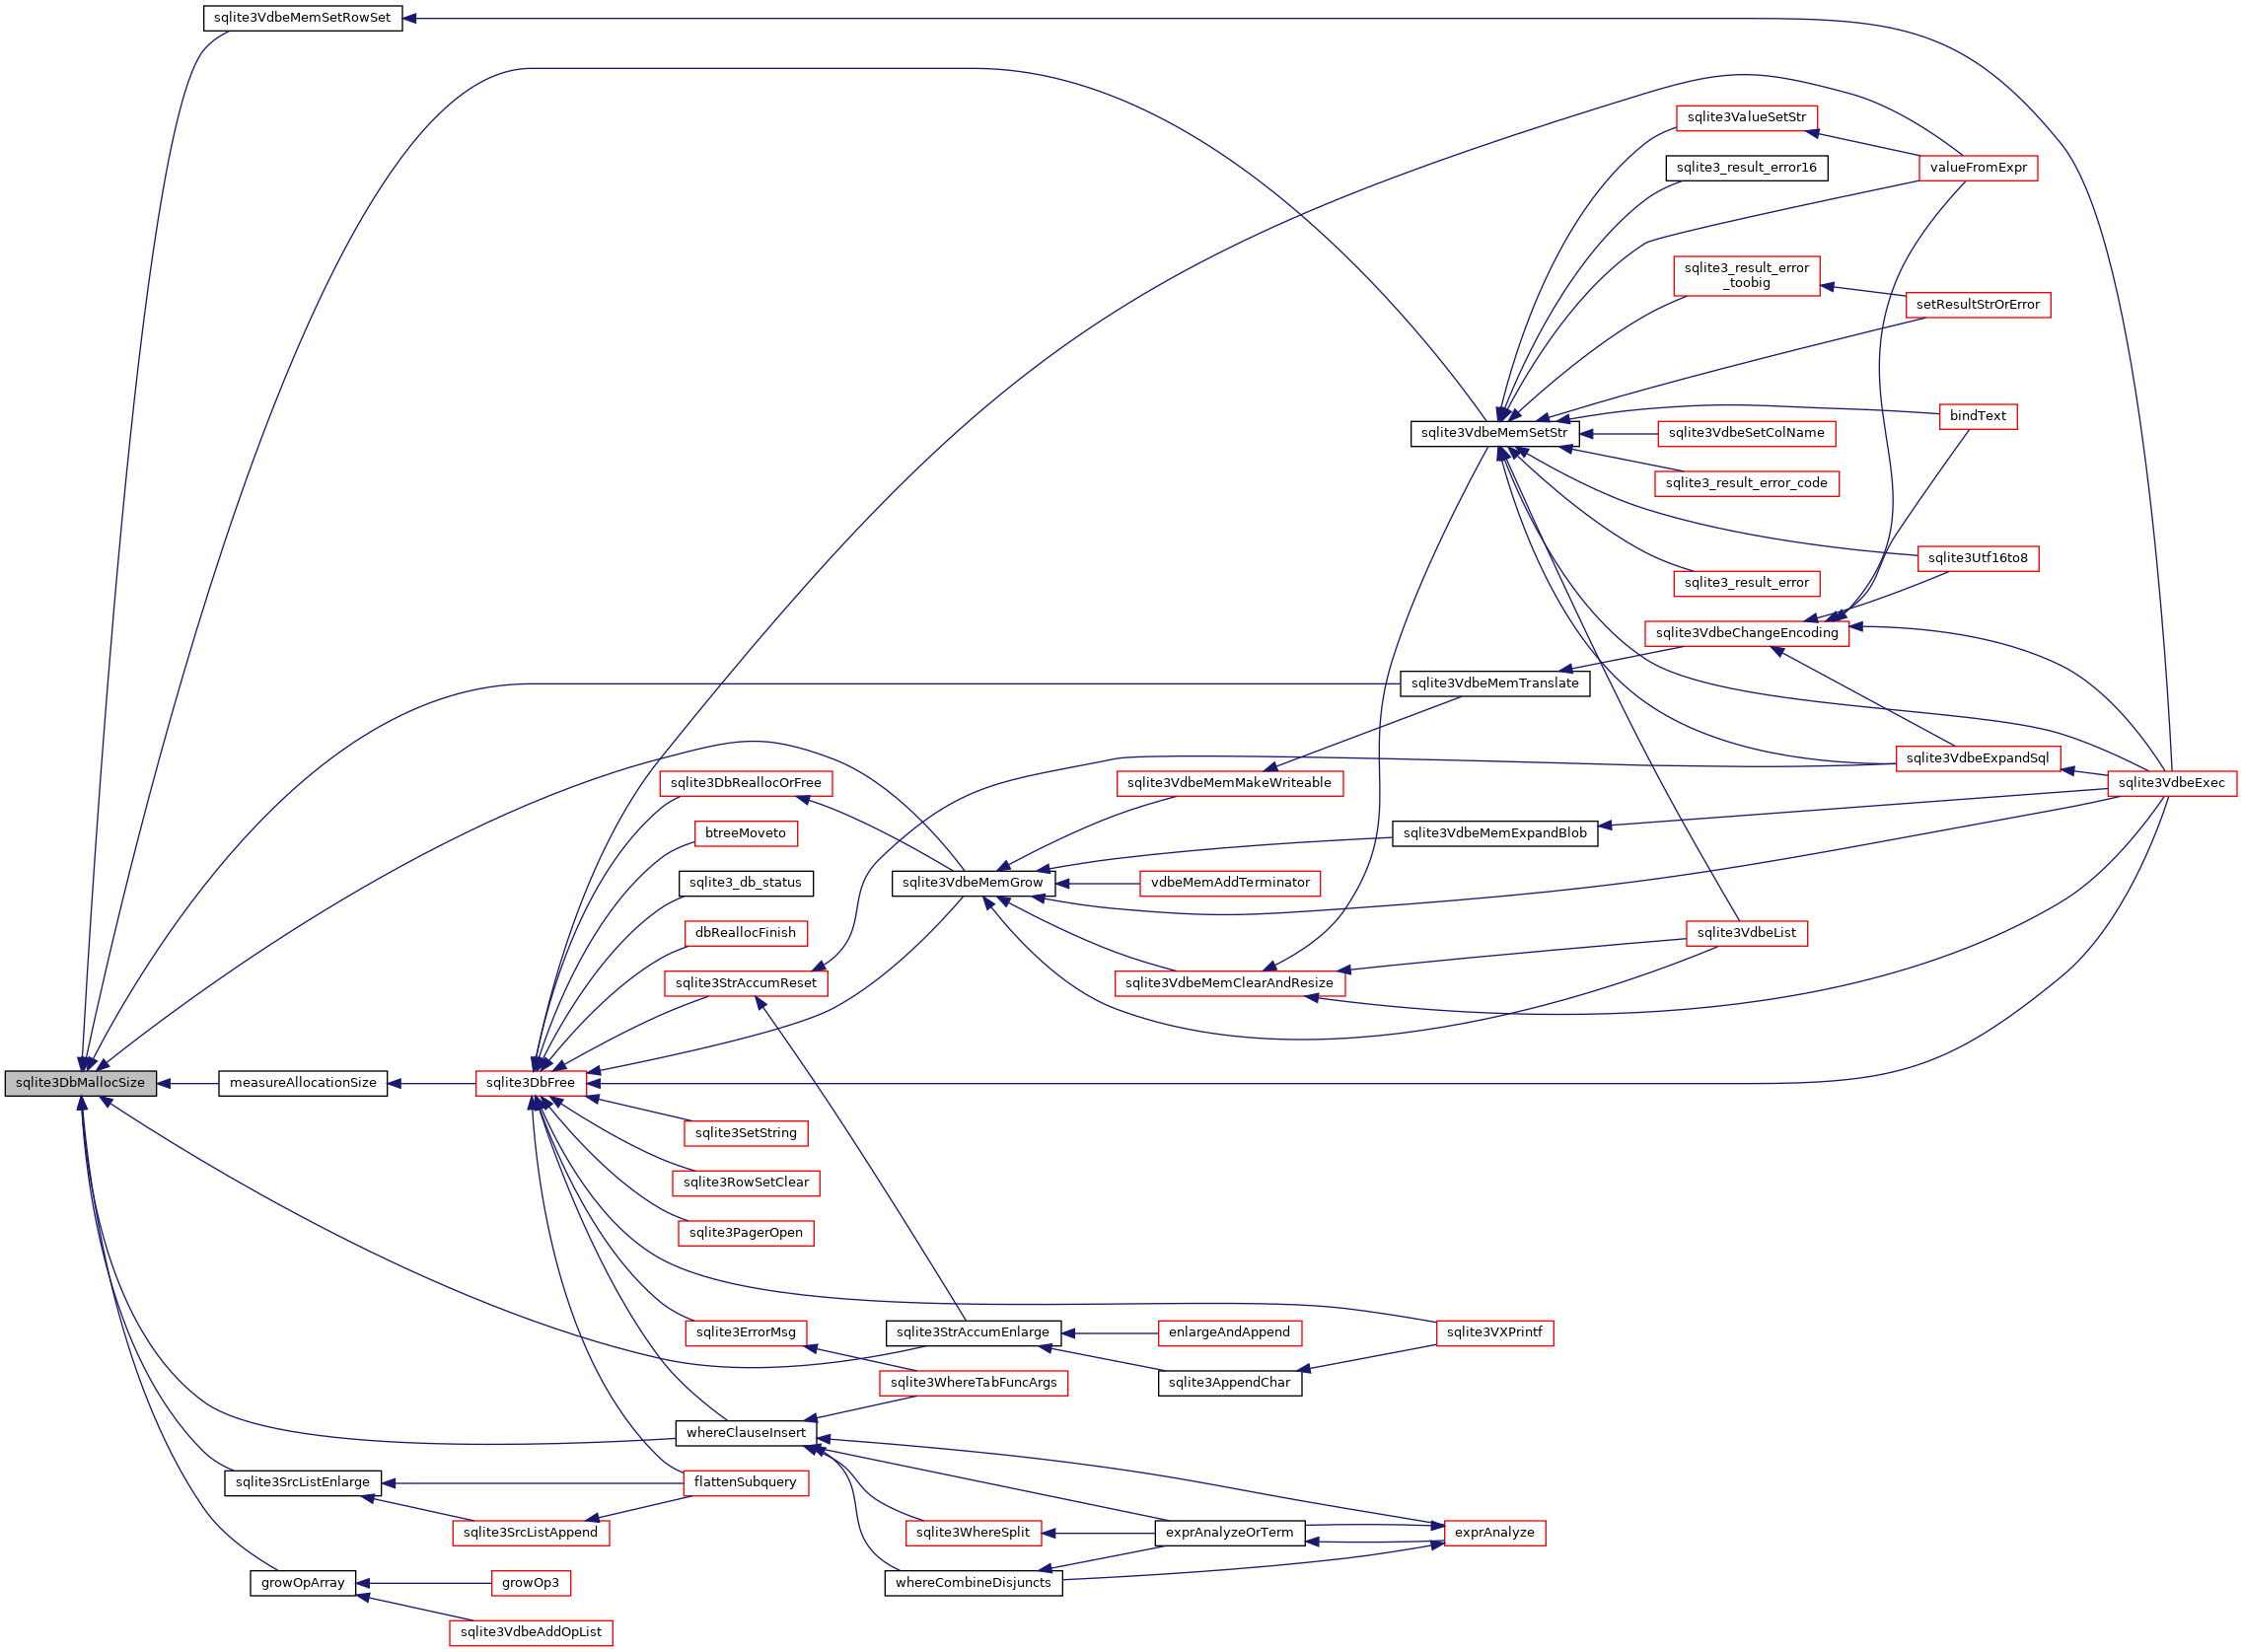 sqlite3VdbeMemSetRowSet
sqlite3ValueSetStr
sqlite3_result_error16
valueFromExpr
sqlite3_result_error
_toobig
setResultStrOrError
bindText
sqlite3VdbeMemSetStr
sqlite3VdbeSetColName
sqlite3_result_error_code
sqlite3Utf16to8
sqlite3_result_error
sqlite3VdbeChangeEncoding
sqlite3VdbeMemTranslate
sqlite3VdbeExpandSql
sqlite3DbReallocOrFree
sqlite3VdbeMemMakeWriteable
sqlite3VdbeExec
btreeMoveto
sqlite3VdbeMemExpandBlob
sqlite3_db_status
sqlite3VdbeMemGrow
vdbeMemAddTerminator
dbReallocFinish
sqlite3VdbeList
sqlite3StrAccumReset
sqlite3VdbeMemClearAndResize
sqlite3DbMallocSize
measureAllocationSize
sqlite3DbFree
sqlite3SetString
sqlite3RowSetClear
sqlite3PagerOpen
sqlite3ErrorMsg
sqlite3StrAccumEnlarge
enlargeAndAppend
sqlite3VXPrintf
sqlite3WhereTabFuncArgs
sqlite3AppendChar
whereClauseInsert
sqlite3SrcListEnlarge
flattenSubquery
sqlite3SrcListAppend
sqlite3WhereSplit
exprAnalyzeOrTerm
exprAnalyze
growOpArray
growOp3
whereCombineDisjuncts
sqlite3VdbeAddOpList